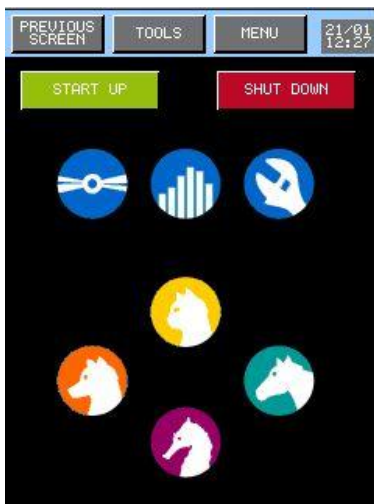 PREVIOUS
SCREEN
TOOLS
MENU
21/01
12:27
START UP
SHUT DOWN